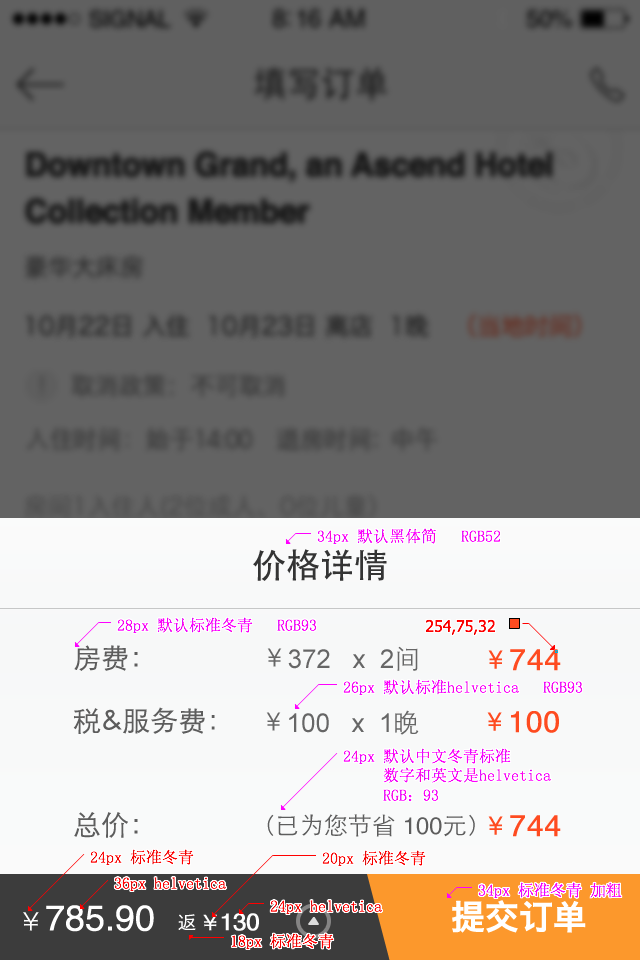 SIGNAL 8:16 AM 50%
填写订单
Downtown Grand, an Ascend Hotel
Collection Member
豪华大床房
10月22日 入住 10月23日 离店 1晚 (当地时间)
取消政策：不可取消
入住时间：始于14:00 退房时间：中午
房间1入住人(2位成人，0位儿童)
34px 默认黑体简 RGB52
价格详情
28px 默认标准冬青 RGB93
254,75,32
房费： ￥372 x 2间 ￥744
26px 默认标准helvetica RGB93
税&服务费： ￥100 x 1晚 ￥100
24px 默认中文冬青标准
数字和英文是helvetica
RGB：93
总价： （已为您节省 100元） ￥744
24px 标准冬青 20px 标准冬青
36px helvetica 34px 标准冬青 加粗
24px helvetica
￥785.90 返 ￥130 提交订单
18px 标准冬青